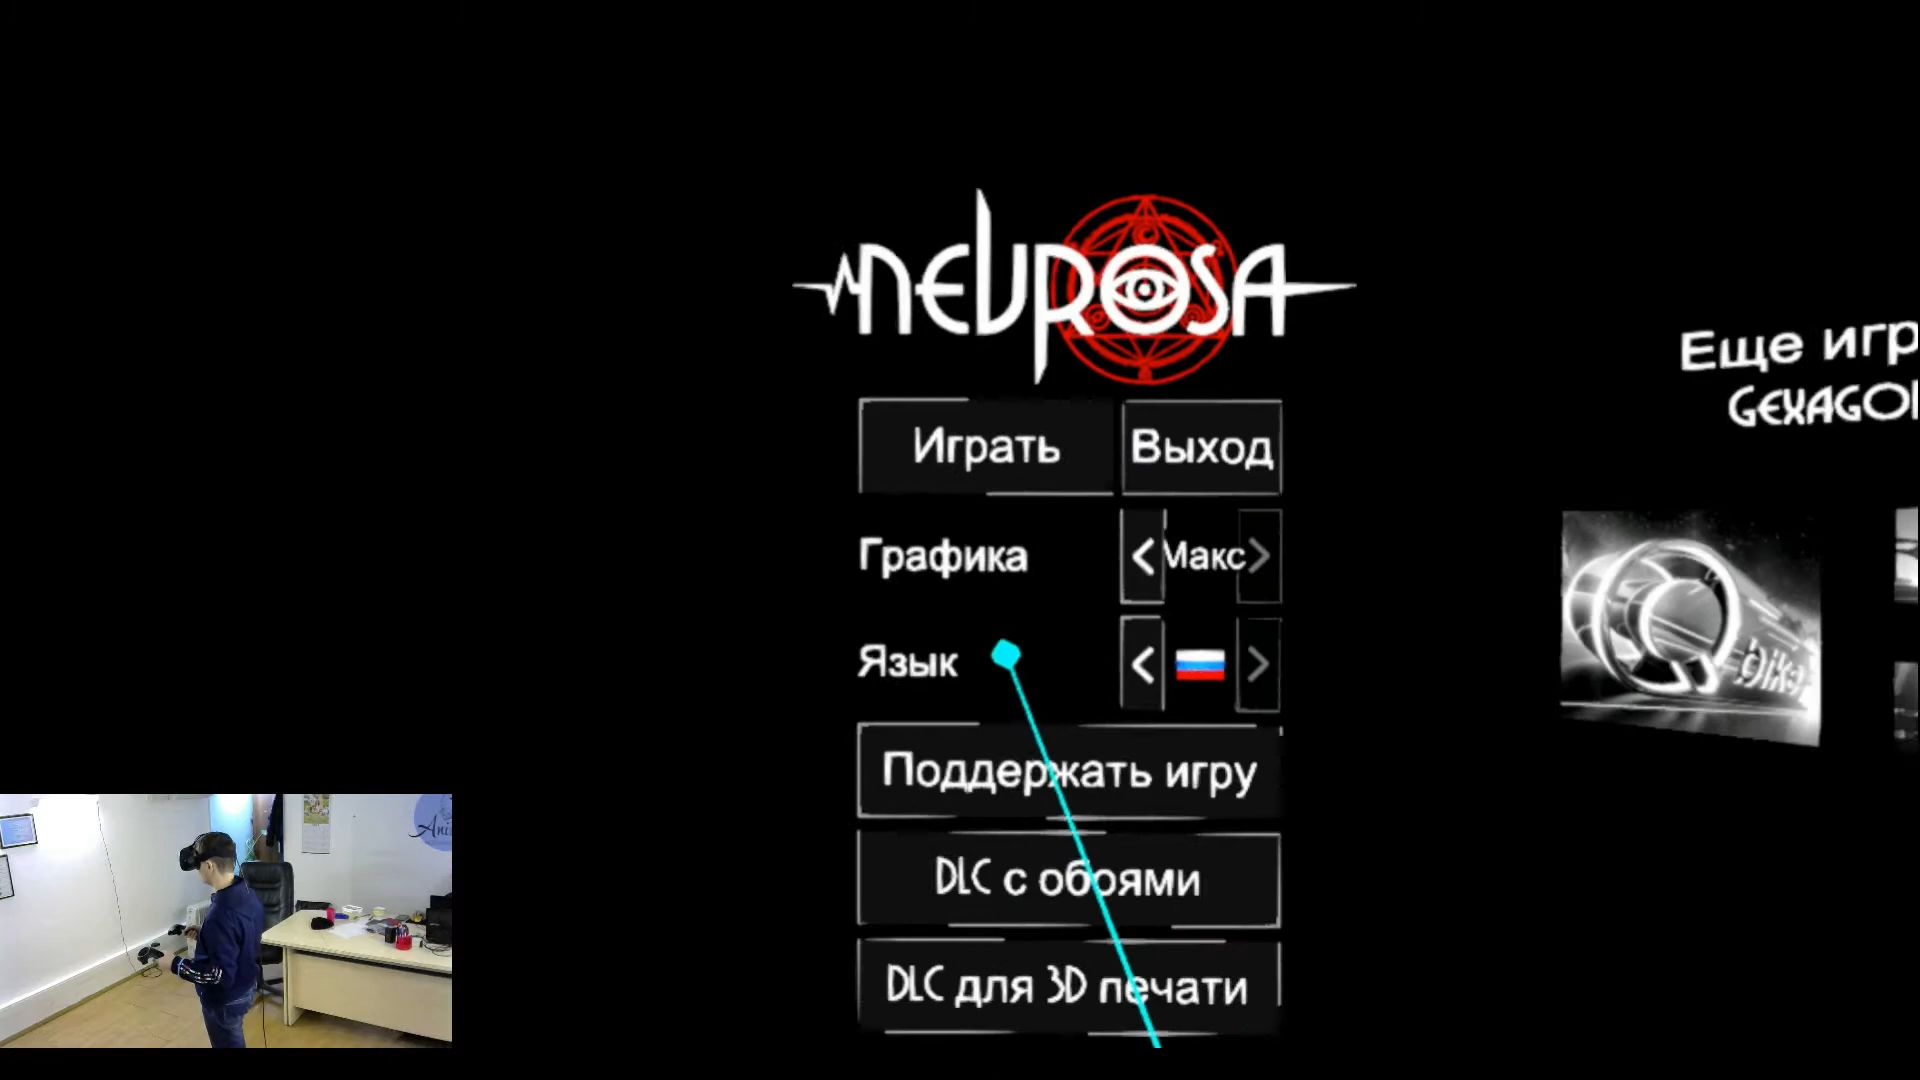 NEVROSA
Играть
Выход
Графика
Макс
Язык
Поддержать игру
DLC с обоями
DLC для 3D печати
Еще игр
GEXAGO